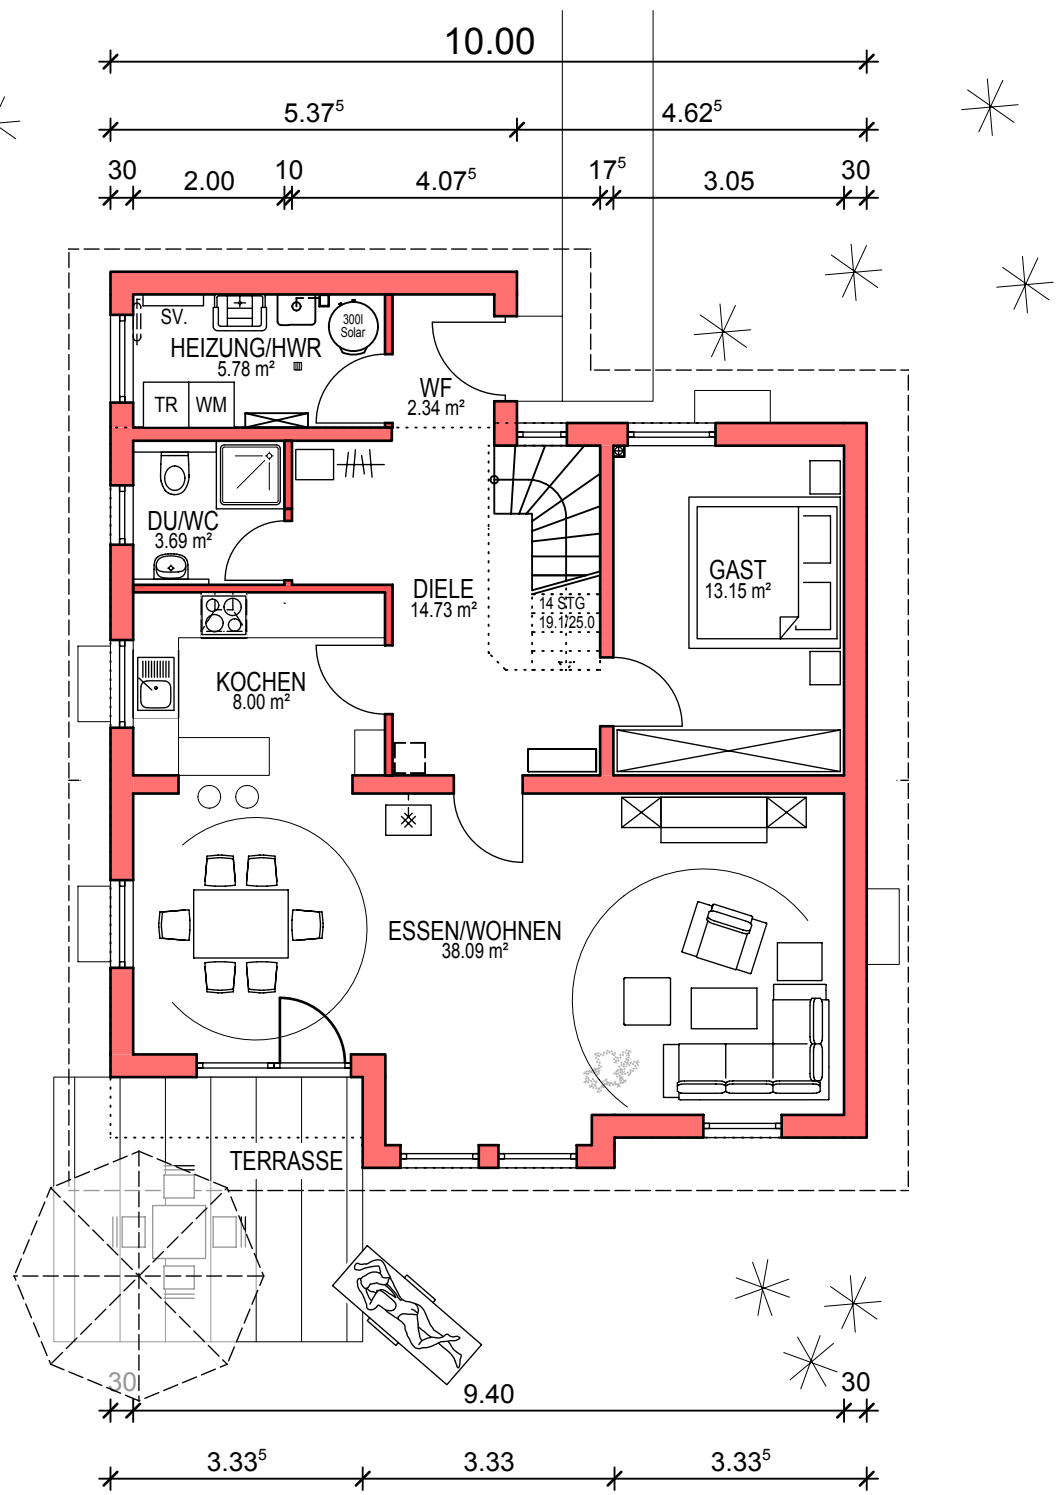 10.00
5.37⁵ 4.62⁵
30 2.00 10 4.07⁵ 17⁵ 3.05 30
SV.
300l
Solar
HEIZUNG/HWR
5.78 m²
TR WM
WF
2.34 m²
DU/WC
3.69 m²
DIELE
14.73 m²
14 STG
19.1/25.0
GAST
13.15 m²
KOCHEN
8.00 m²
ESSEN/WOHNEN
38.09 m²
TERRASSE
30 9.40 30
3.33⁵ 3.33 3.33⁵